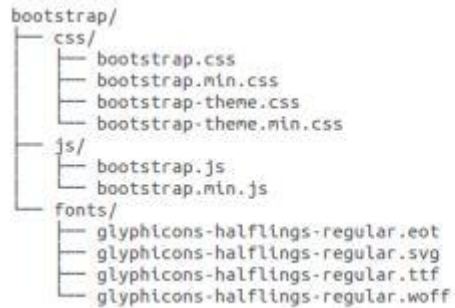 bootstrap/
├── css/
│   ├── bootstrap.css
│   ├── bootstrap.min.css
│   ├── bootstrap-theme.css
│   └── bootstrap-theme.min.css
├── js/
│   ├── bootstrap.js
│   └── bootstrap.min.js
└── fonts/
    ├── glyphicons-halflings-regular.eot
    ├── glyphicons-halflings-regular.svg
    ├── glyphicons-halflings-regular.ttf
    └── glyphicons-halflings-regular.woff